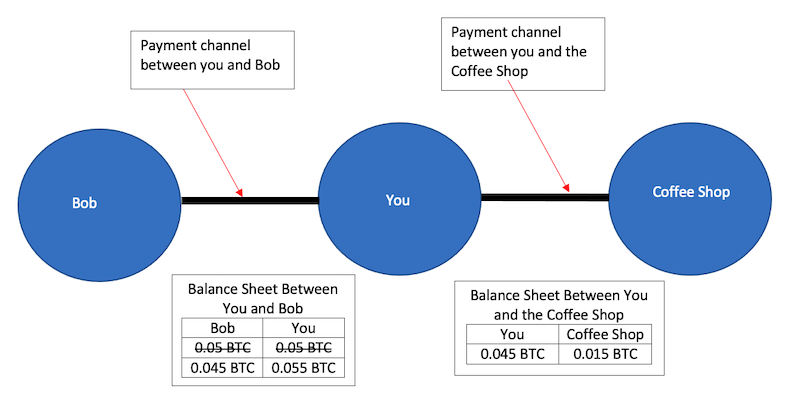 Payment channel
between you and Bob
Payment channel
between you and the
Coffee Shop
Bob
You
Coffee Shop
Balance Sheet Between
You and Bob
Bob You
0.05 BTC 0.05 BTC
0.045 BTC 0.055 BTC
Balance Sheet Between You
and the Coffee Shop
You Coffee Shop
0.045 BTC 0.015 BTC